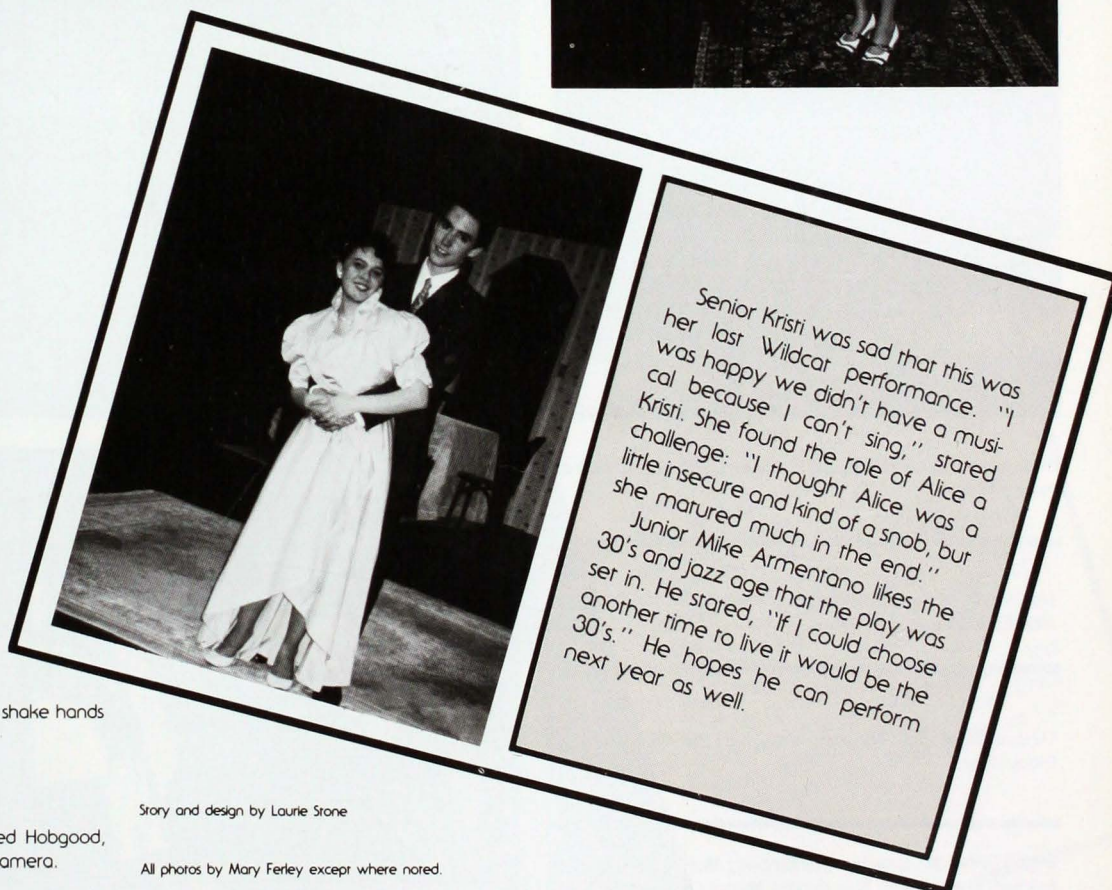 Senior Kristi was sad that this was
her last Wildcat performance. "I
was happy we didn't have a musi-
cal because I can't sing," stated
Kristi. She found the role of Alice a
challenge: "I thought Alice was a
little insecure and kind of a snob, but
she matured much in the end."
Junior Mike Armentano likes the
30's and jazz age that the play was
set in. He stated, "If I could choose
another time to live it would be the
30's." He hopes he can perform
next year as well.
shake hands
ed Hobgood,
amera.
Story and design by Laurie Stone
All photos by Mary Ferley except where noted.